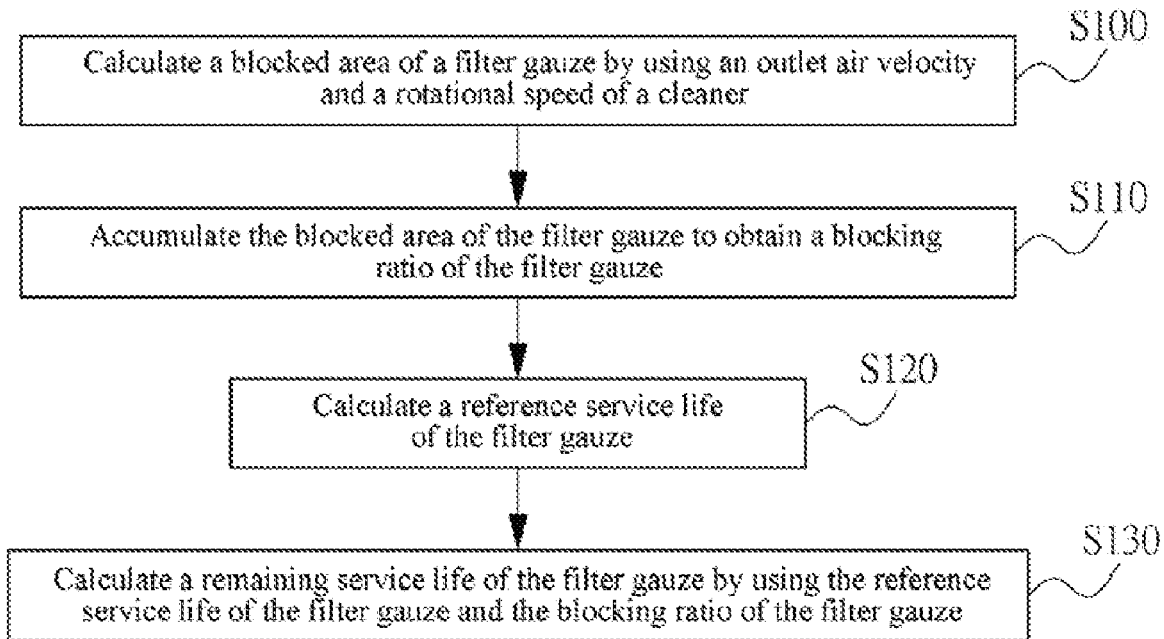 S100
Calculate a blocked area of a filter gauze by using an outlet air velocity
and a rotational speed of a cleaner
S110
Accumulate the blocked area of the filter gauze to obtain a blocking
ratio of the filter gauze
S120
Calculate a reference service life
of the filter gauze
S130
Calculate a remaining service life of the filter gauze by using the reference
service life of the filter gauze and the blocking ratio of the filter gauze